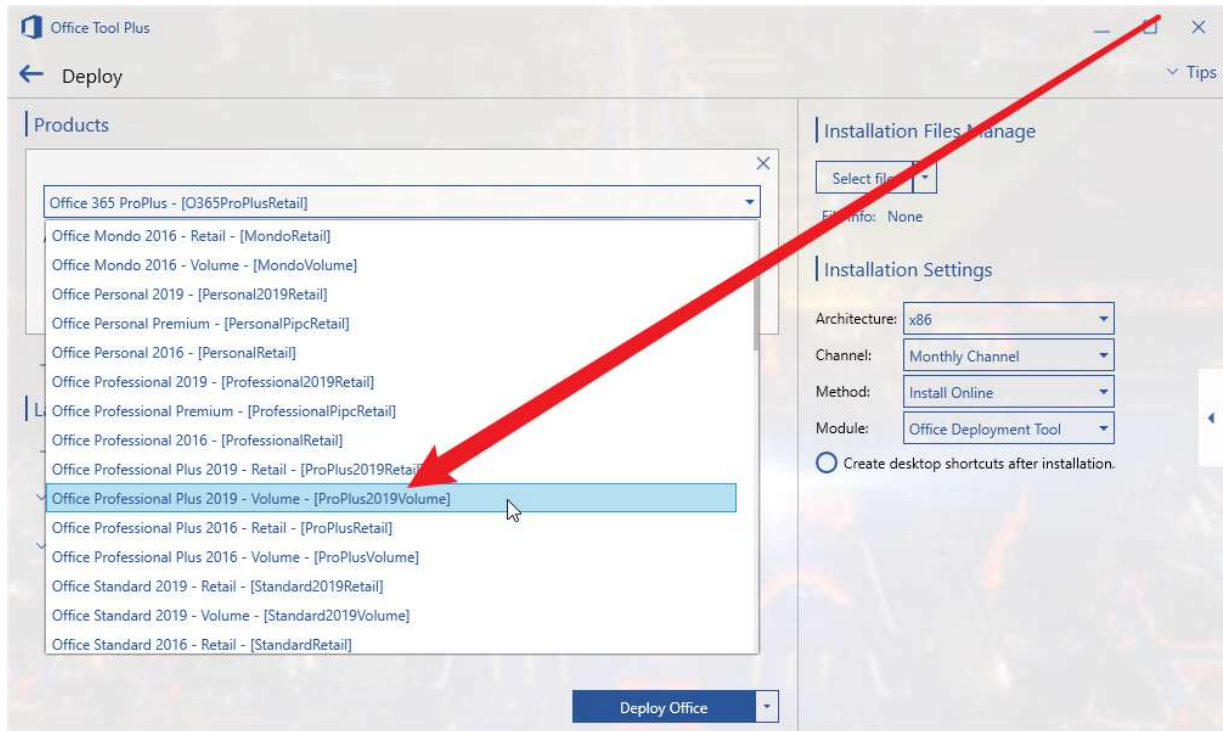 Office Tool Plus
Deploy
Tips
Products
Office 365 ProPlus - [O365ProPlusRetail]
Office Mondo 2016 - Retail - [MondoRetail]
Office Mondo 2016 - Volume - [MondoVolume]
Office Personal 2019 - [Personal2019Retail]
Office Personal Premium - [PersonalPipcRetail]
Office Personal 2016 - [PersonalRetail]
Office Professional 2019 - [Professional2019Retail]
Office Professional Premium - [ProfessionalPipcRetail]
Office Professional 2016 - [ProfessionalRetail]
Office Professional Plus 2019 - Retail - [ProPlus2019Retail]
Office Professional Plus 2019 - Volume - [ProPlus2019Volume]
Office Professional Plus 2016 - Retail - [ProPlusRetail]
Office Professional Plus 2016 - Volume - [ProPlusVolume]
Office Standard 2019 - Retail - [Standard2019Retail]
Office Standard 2019 - Volume - [Standard2019Volume]
Office Standard 2016 - Retail - [StandardRetail]
Deploy Office
Installation Files Manage
Select files
File info: None
Installation Settings
Architecture: x86
Channel: Monthly Channel
Method: Install Online
Module: Office Deployment Tool
Create desktop shortcuts after installation.